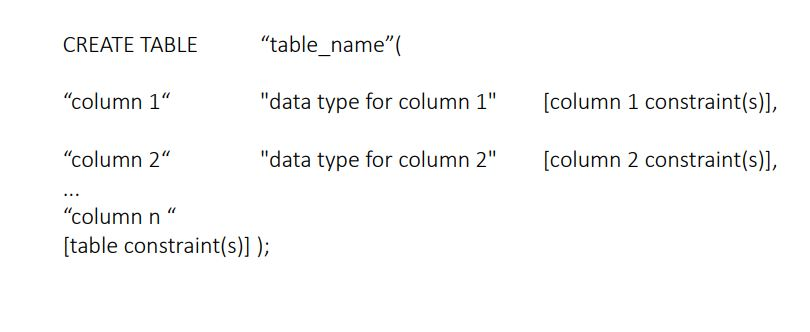 CREATE TABLE “table_name”(
“column 1“ "data type for column 1" [column 1 constraint(s)],
“column 2“ "data type for column 2" [column 2 constraint(s)],
...
“column n “
[table constraint(s)] );